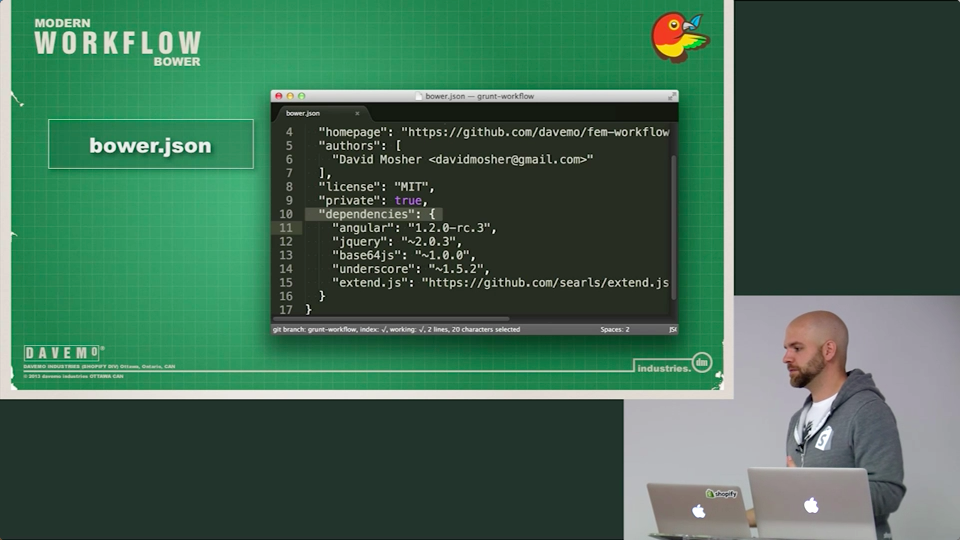 MODERN
WORKFLOW
BOWER
bower.json
bower.json — grunt-workflow
bower.json
4 "homepage": "https://github.com/davemo/fem-workflow
5 "authors": [
6 "David Mosher <davidmosher@gmail.com>"
7 ],
8 "license": "MIT",
9 "private": true,
10 "dependencies": {
11 "angular": "1.2.0-rc.3",
12 "jquery": "~2.0.3",
13 "base64js": "~1.0.0",
14 "underscore": "~1.5.2",
15 "extend.js": "https://github.com/searls/extend.js
16 }
17 }
git branch: grunt-workflow, index: √, working: √, 2 lines, 20 characters selected
Spaces: 2
DAVEMO®
DAVEMO INDUSTRIES (SHOPIFY DIV) Ottawa, Ontario, CAN
© 2013 davemo industries OTTAWA CAN
industries.
dm
shopify